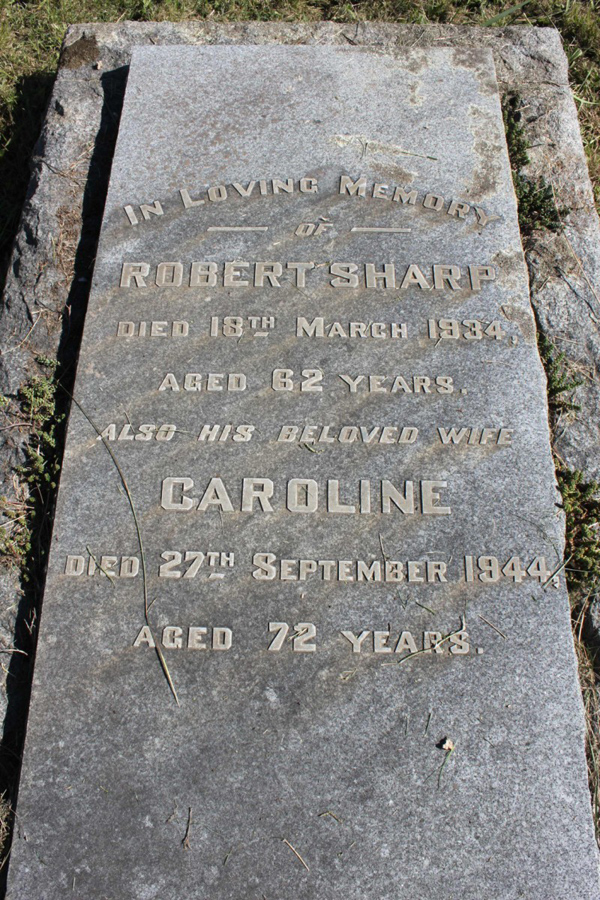 In Loving Memory
OF
ROBERT SHARP
DIED 18TH MARCH 1934,
AGED 62 YEARS.
ALSO HIS BELOVED WIFE
CAROLINE
DIED 27TH SEPTEMBER 1944,
AGED 72 YEARS.